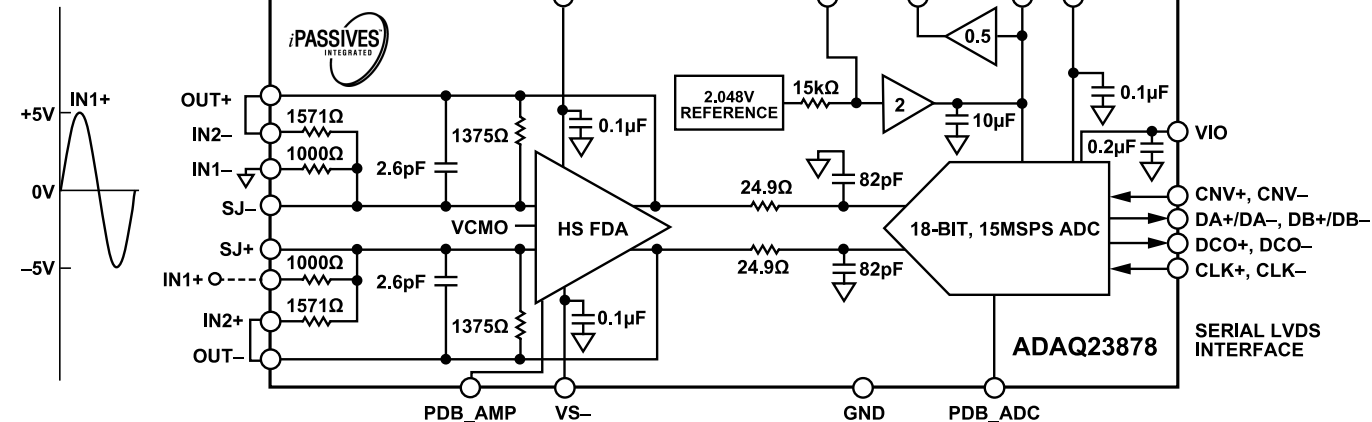 iPASSIVES
INTEGRATED
IN1+
+5V
0V
–5V
OUT+
IN2–
IN1–
SJ–
SJ+
IN1+
IN2+
OUT–
1571Ω
1000Ω
1000Ω
1571Ω
2.6pF
1375Ω
2.6pF
1375Ω
0.1µF
VCMO
HS FDA
0.1µF
2.048V
REFERENCE
15kΩ
2
0.5
10µF
0.1µF
0.2µF
24.9Ω
82pF
24.9Ω
82pF
18-BIT, 15MSPS ADC
VIO
CNV+, CNV–
DA+/DA–, DB+/DB–
DCO+, DCO–
CLK+, CLK–
SERIAL LVDS
INTERFACE
ADAQ23878
PDB_AMP
VS–
GND
PDB_ADC